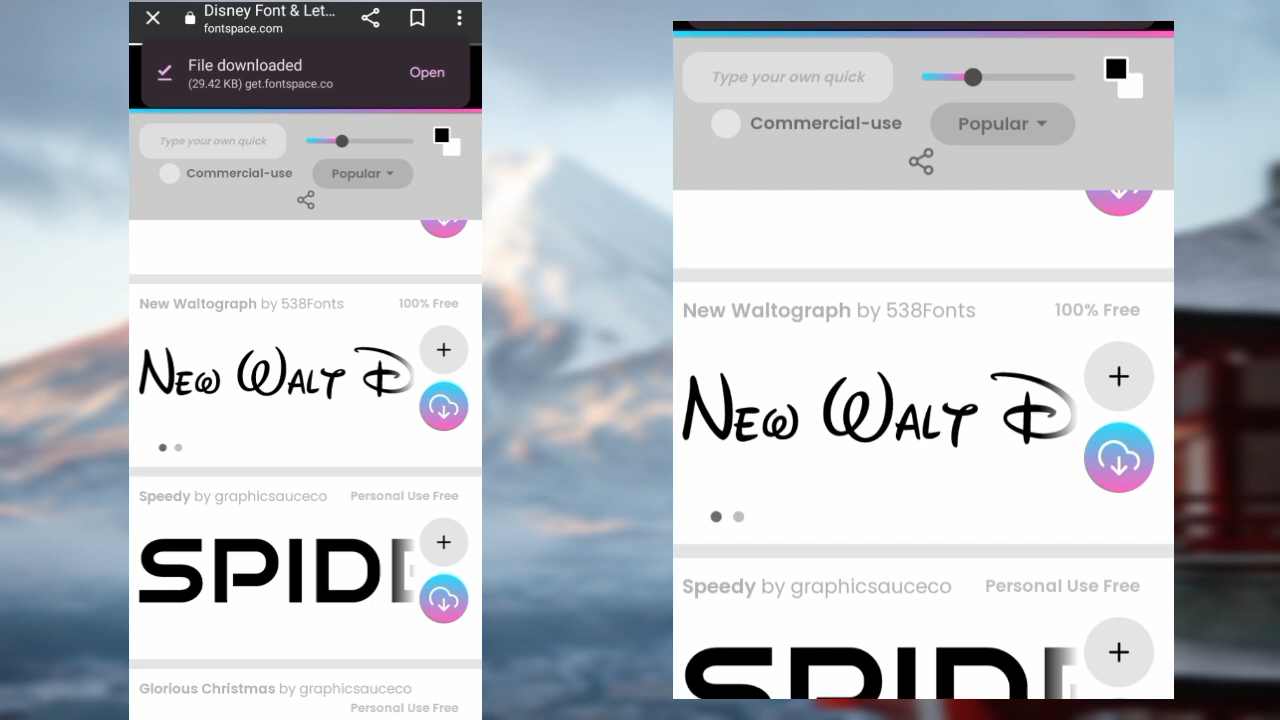 Disney Font & Let...
fontspace.com
File downloaded
(29.42 KB) get.fontspace.co
Open
Type your own quick
Commercial-use
Popular
New Waltograph by 538Fonts
100% Free
NEW WALT D
Speedy by graphicsauceco
Personal Use Free
SPID
Glorious Christmas by graphicsauceco
Personal Use Free
Type your own quick
Commercial-use
Popular
New Waltograph by 538Fonts
100% Free
NEW WALT D
Speedy by graphicsauceco
Personal Use Free
SPID